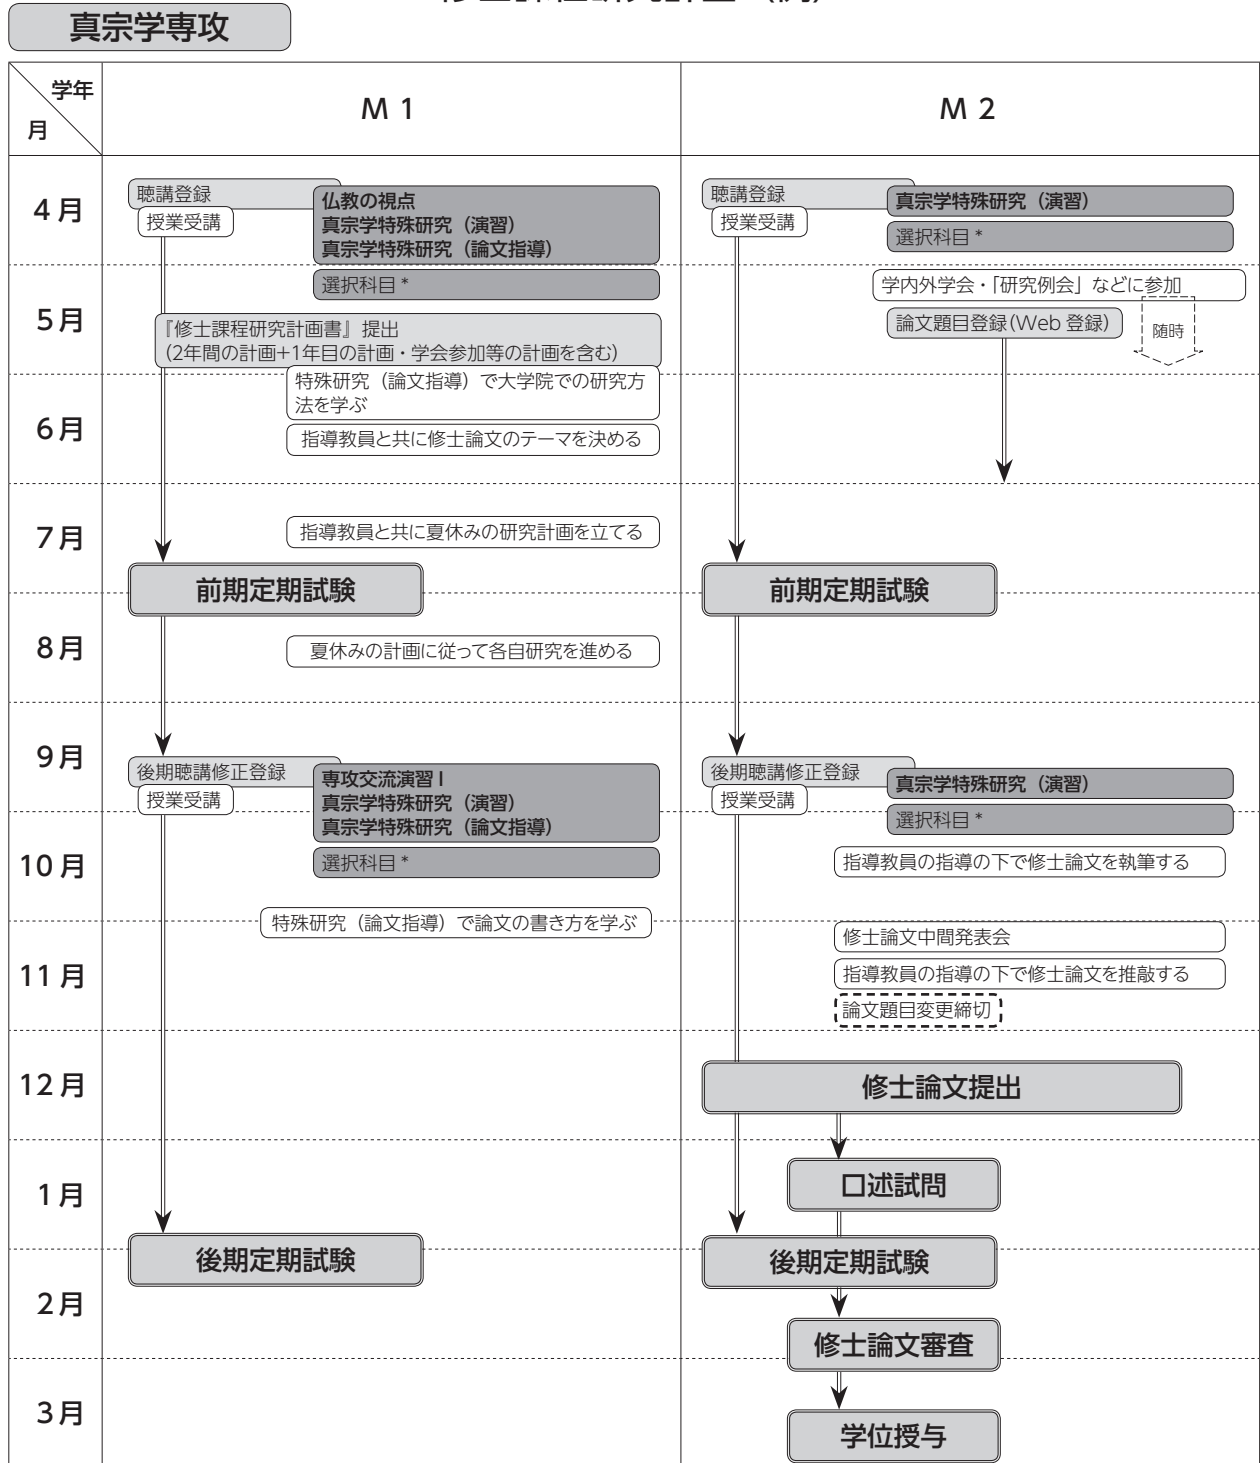 真宗学専攻
学年
月
M 1
M 2
4月
聴講登録
授業受講
仏教の視点
真宗学特殊研究（演習）
真宗学特殊研究（論文指導）
選択科目*
聴講登録
授業受講
真宗学特殊研究（演習）
選択科目*
5月
『修士課程研究計画書』提出
(2年間の計画+1年目の計画・学会参加等の計画を含む)
学内外学会・「研究例会」などに参加
論文題目登録(Web 登録)
随時
6月
特殊研究（論文指導）で大学院での研究方
法を学ぶ
指導教員と共に修士論文のテーマを決める
7月
指導教員と共に夏休みの研究計画を立てる
前期定期試験
前期定期試験
8月
夏休みの計画に従って各自研究を進める
9月
後期聴講修正登録
授業受講
専攻交流演習 I
真宗学特殊研究（演習）
真宗学特殊研究（論文指導）
選択科目*
後期聴講修正登録
授業受講
真宗学特殊研究（演習）
選択科目*
10月
指導教員の指導の下で修士論文を執筆する
特殊研究（論文指導）で論文の書き方を学ぶ
11月
修士論文中間発表会
指導教員の指導の下で修士論文を推敲する
論文題目変更締切
12月
修士論文提出
1月
口述試問
後期定期試験
後期定期試験
2月
修士論文審査
3月
学位授与